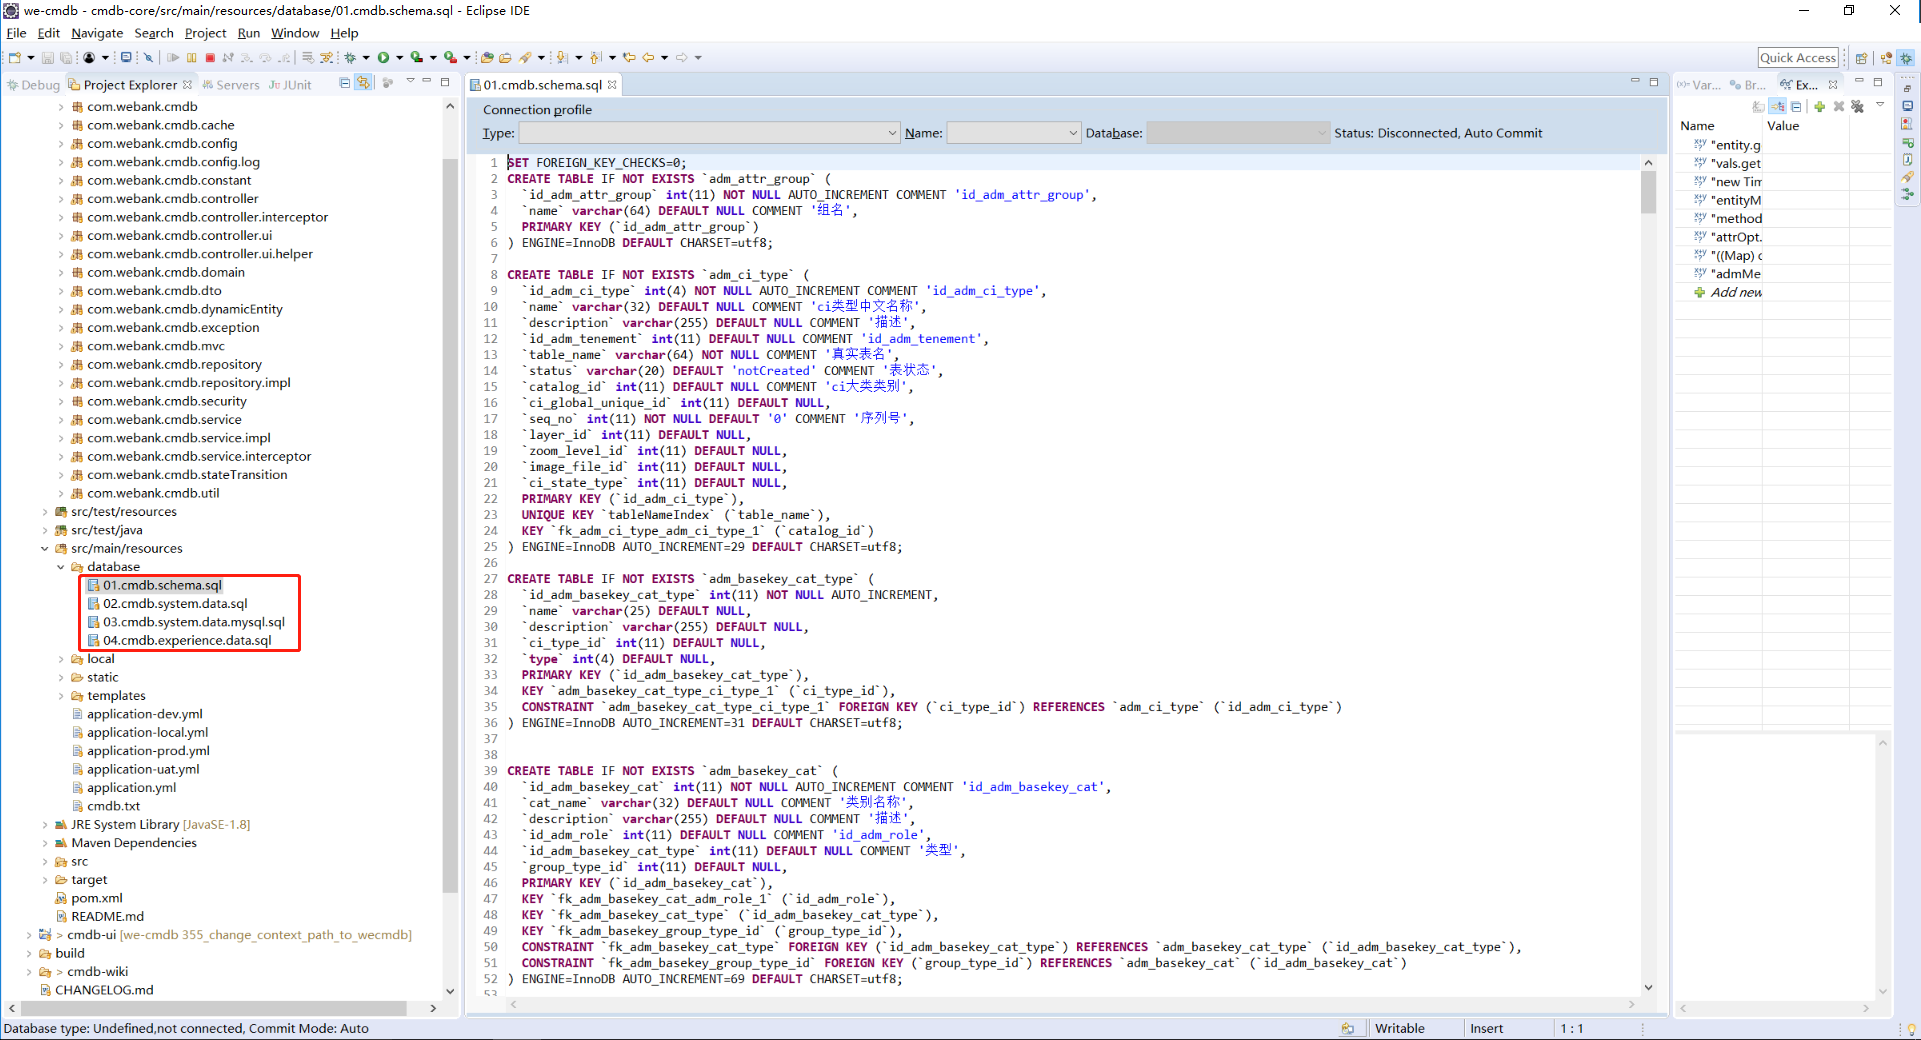 we-cmdb - cmdb-core/src/main/resources/database/01.cmdb.schema.sql - Eclipse IDE
File Edit Navigate Search Project Run Window Help
Quick Access
Debug Project Explorer Servers JUnit
com.webank.cmdb
com.webank.cmdb.cache
com.webank.cmdb.config
com.webank.cmdb.config.log
com.webank.cmdb.constant
com.webank.cmdb.controller
com.webank.cmdb.controller.interceptor
com.webank.cmdb.controller.ui
com.webank.cmdb.controller.ui.helper
com.webank.cmdb.domain
com.webank.cmdb.dto
com.webank.cmdb.dynamicEntity
com.webank.cmdb.exception
com.webank.cmdb.mvc
com.webank.cmdb.repository
com.webank.cmdb.repository.impl
com.webank.cmdb.security
com.webank.cmdb.service
com.webank.cmdb.service.impl
com.webank.cmdb.service.interceptor
com.webank.cmdb.stateTransition
com.webank.cmdb.util
src/test/resources
src/test/java
src/main/resources
database
01.cmdb.schema.sql
02.cmdb.system.data.sql
03.cmdb.system.data.mysql.sql
04.cmdb.experience.data.sql
local
static
templates
application-dev.yml
application-local.yml
application-prod.yml
application-uat.yml
application.yml
cmdb.txt
JRE System Library [JavaSE-1.8]
Maven Dependencies
src
target
pom.xml
README.md
> cmdb-ui [we-cmdb 355_change_context_path_to_wecmdb]
build
> cmdb-wiki
CHANGELOG.md
01.cmdb.schema.sql
Connection profile
Type: Name: Database: Status: Disconnected, Auto Commit
1 SET FOREIGN_KEY_CHECKS=0;
2 CREATE TABLE IF NOT EXISTS `adm_attr_group` (
3 `id_adm_attr_group` int(11) NOT NULL AUTO_INCREMENT COMMENT 'id_adm_attr_group',
4 `name` varchar(64) DEFAULT NULL COMMENT '组名',
5 PRIMARY KEY (`id_adm_attr_group`)
6 ) ENGINE=InnoDB DEFAULT CHARSET=utf8;
7
8 CREATE TABLE IF NOT EXISTS `adm_ci_type` (
9 `id_adm_ci_type` int(4) NOT NULL AUTO_INCREMENT COMMENT 'id_adm_ci_type',
10 `name` varchar(32) DEFAULT NULL COMMENT 'ci类型中文名称',
11 `description` varchar(255) DEFAULT NULL COMMENT '描述',
12 `id_adm_tenement` int(11) DEFAULT NULL COMMENT 'id_adm_tenement',
13 `table_name` varchar(64) NOT NULL COMMENT '真实表名',
14 `status` varchar(20) DEFAULT 'notCreated' COMMENT '表状态',
15 `catalog_id` int(11) DEFAULT NULL COMMENT 'ci大类类别',
16 `ci_global_unique_id` int(11) DEFAULT NULL,
17 `seq_no` int(11) NOT NULL DEFAULT '0' COMMENT '序列号',
18 `layer_id` int(11) DEFAULT NULL,
19 `zoom_level_id` int(11) DEFAULT NULL,
20 `image_file_id` int(11) DEFAULT NULL,
21 `ci_state_type` int(11) DEFAULT NULL,
22 PRIMARY KEY (`id_adm_ci_type`),
23 UNIQUE KEY `tableNameIndex` (`table_name`),
24 KEY `fk_adm_ci_type_adm_ci_type_1` (`catalog_id`)
25 ) ENGINE=InnoDB AUTO_INCREMENT=29 DEFAULT CHARSET=utf8;
26
27 CREATE TABLE IF NOT EXISTS `adm_basekey_cat_type` (
28 `id_adm_basekey_cat_type` int(11) NOT NULL AUTO_INCREMENT,
29 `name` varchar(25) DEFAULT NULL,
30 `description` varchar(255) DEFAULT NULL,
31 `ci_type_id` int(11) DEFAULT NULL,
32 `type` int(4) DEFAULT NULL,
33 PRIMARY KEY (`id_adm_basekey_cat_type`),
34 KEY `adm_basekey_cat_type_ci_type_1` (`ci_type_id`),
35 CONSTRAINT `adm_basekey_cat_type_ci_type_1` FOREIGN KEY (`ci_type_id`) REFERENCES `adm_ci_type` (`id_adm_ci_type`)
36 ) ENGINE=InnoDB AUTO_INCREMENT=31 DEFAULT CHARSET=utf8;
37
38
39 CREATE TABLE IF NOT EXISTS `adm_basekey_cat` (
40 `id_adm_basekey_cat` int(11) NOT NULL AUTO_INCREMENT COMMENT 'id_adm_basekey_cat',
41 `cat_name` varchar(32) DEFAULT NULL COMMENT '类别名称',
42 `description` varchar(255) DEFAULT NULL COMMENT '描述',
43 `id_adm_role` int(11) DEFAULT NULL COMMENT 'id_adm_role',
44 `id_adm_basekey_cat_type` int(11) DEFAULT NULL COMMENT '类型',
45 `group_type_id` int(11) DEFAULT NULL,
46 PRIMARY KEY (`id_adm_basekey_cat`),
47 KEY `fk_adm_basekey_cat_adm_role_1` (`id_adm_role`),
48 KEY `fk_adm_basekey_cat_type` (`id_adm_basekey_cat_type`),
49 KEY `fk_adm_basekey_group_type_id` (`group_type_id`),
50 CONSTRAINT `fk_adm_basekey_cat_type` FOREIGN KEY (`id_adm_basekey_cat_type`) REFERENCES `adm_basekey_cat_type` (`id_adm_basekey_cat_type`),
51 CONSTRAINT `fk_adm_basekey_group_type_id` FOREIGN KEY (`group_type_id`) REFERENCES `adm_basekey_cat` (`id_adm_basekey_cat`)
52 ) ENGINE=InnoDB AUTO_INCREMENT=69 DEFAULT CHARSET=utf8;
53
Var... Br... Ex...
Name Value
"entity.g
"vals.get
"new Tim
"entityM
"method
"attrOpt.
"((Map) c
"admMe
Add new
Database type: Undefined,not connected, Commit Mode: Auto Writable Insert 1 : 1